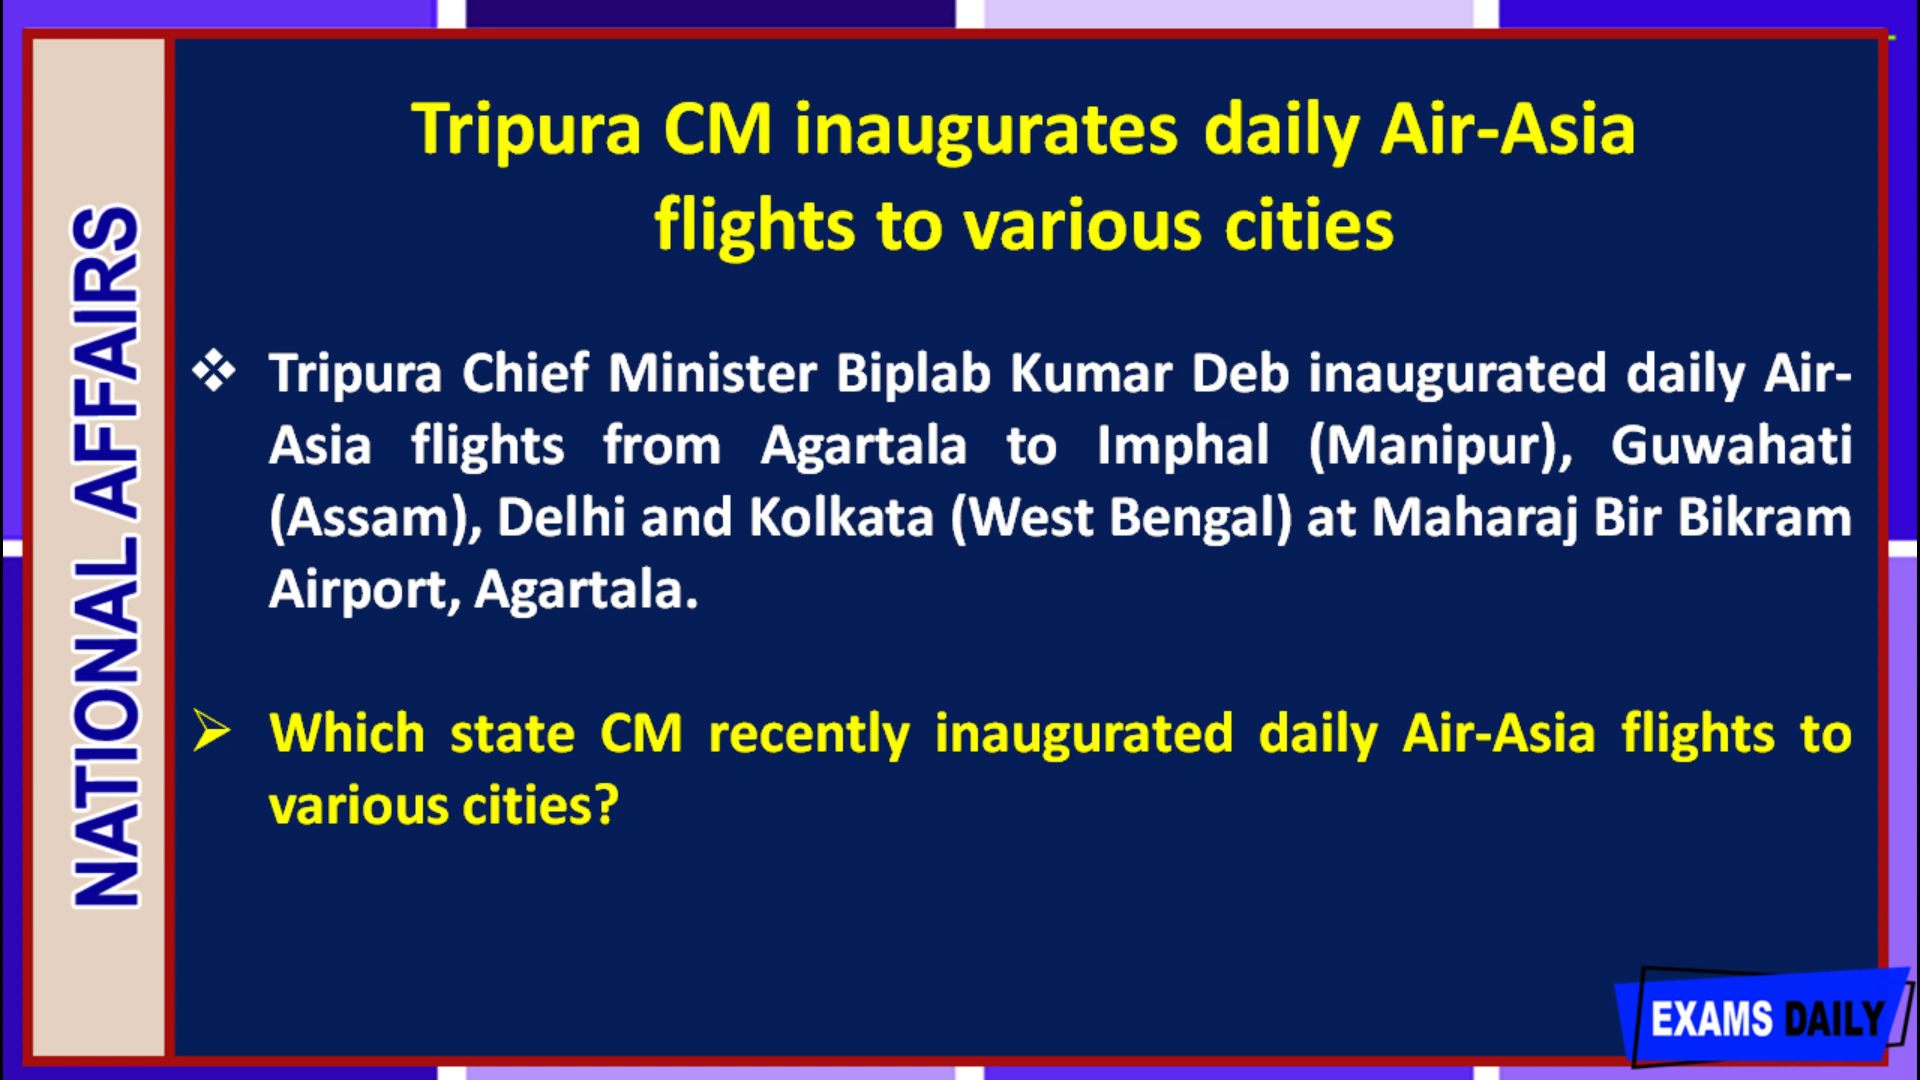 NATIONAL AFFAIRS
Tripura CM inaugurates daily Air-Asia
flights to various cities
❖ Tripura Chief Minister Biplab Kumar Deb inaugurated daily Air-
Asia flights from Agartala to Imphal (Manipur), Guwahati
(Assam), Delhi and Kolkata (West Bengal) at Maharaj Bir Bikram
Airport, Agartala.
➢ Which state CM recently inaugurated daily Air-Asia flights to
various cities?
EXAMS DAILY